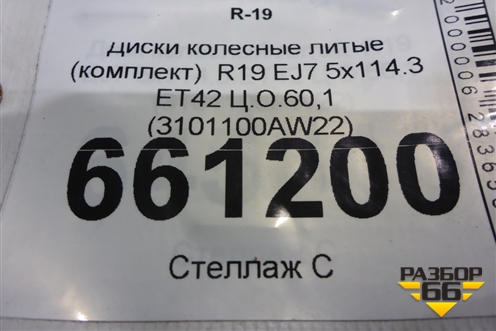 R-19
Диски колесные литые
(комплект) R19 EJ7 5x114.3
ET42 Ц.О.60,1
(3101100AW22)
661200
Стеллаж С
РАЗБОР
66